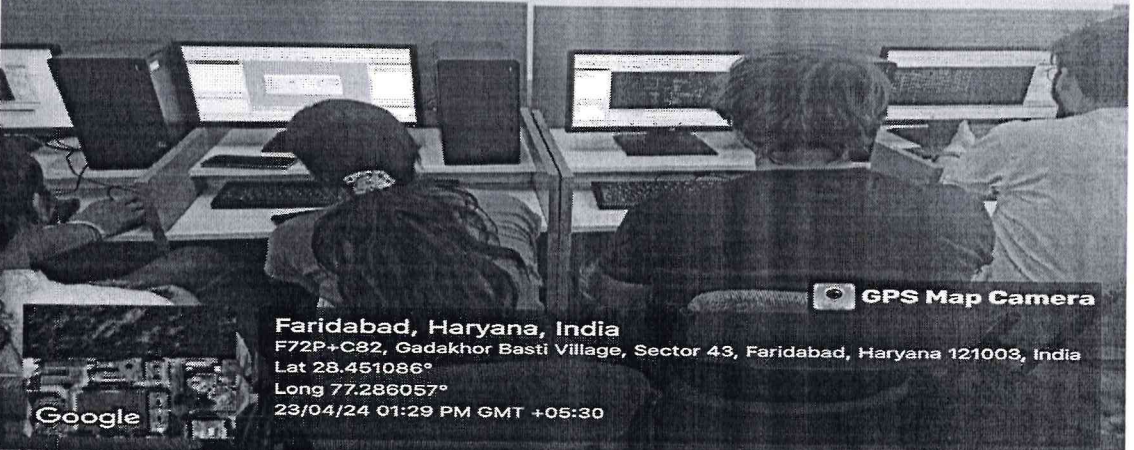 GPS Map Camera
Faridabad, Haryana, India
F72P+C82, Gadakhor Basti Village, Sector 43, Faridabad, Haryana 121003, India
Lat 28.451086°
Long 77.286057°
23/04/24 01:29 PM GMT +05:30
Google